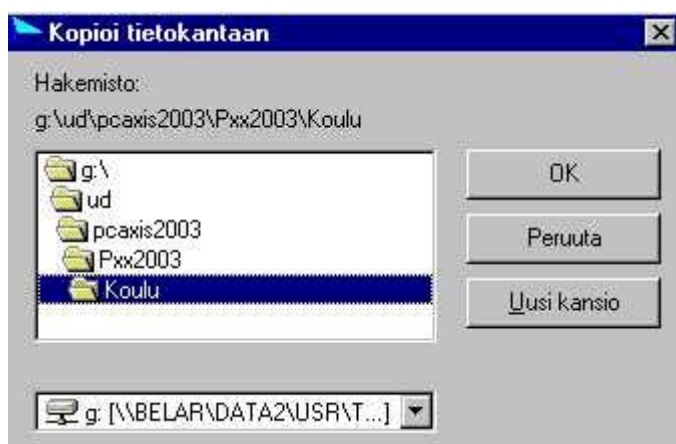 Kopioi tietokantaan
Hakemisto:
g:\ud\pcaxis2003\Pxx2003\Koulu
g:\
ud
pcaxis2003
Pxx2003
Koulu
OK
Peruuta
Uusi kansio
g: [\\BELAR\DATA2\USR\T...]